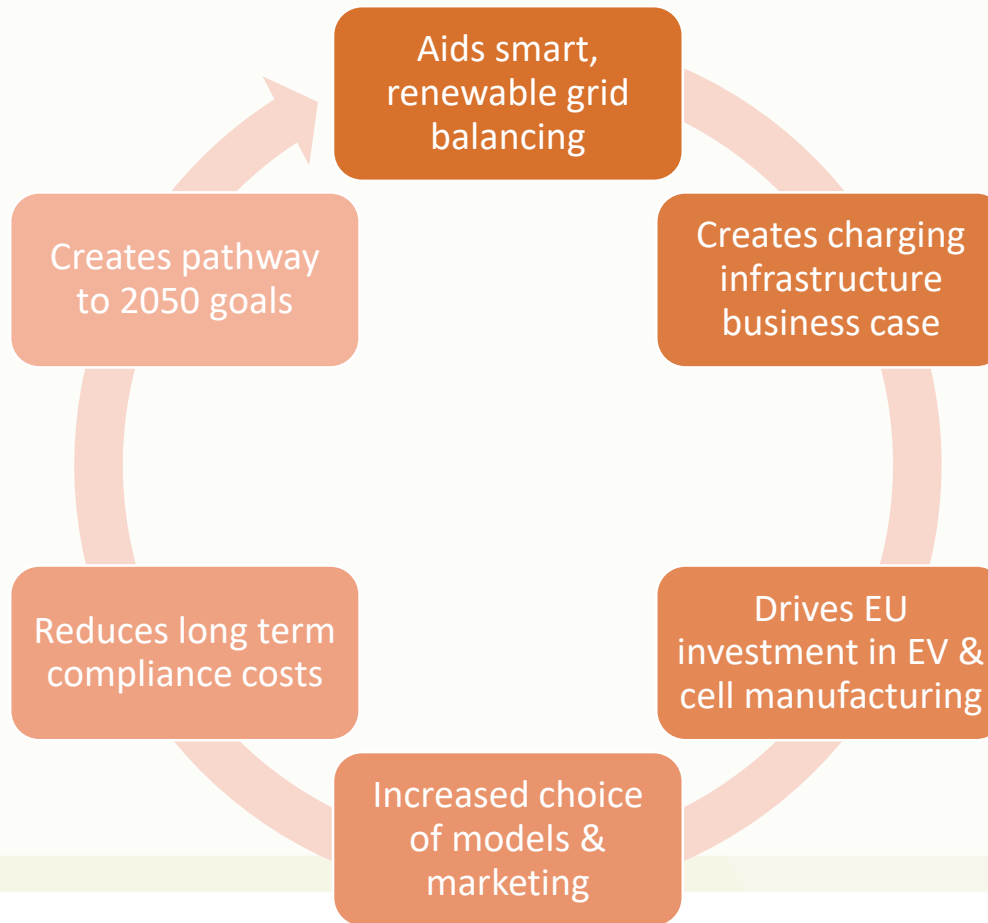 Aids smart,
renewable grid
balancing
Creates charging
infrastructure
business case
Drives EU
investment in EV &
cell manufacturing
Increased choice
of models &
marketing
Reduces long term
compliance costs
Creates pathway
to 2050 goals